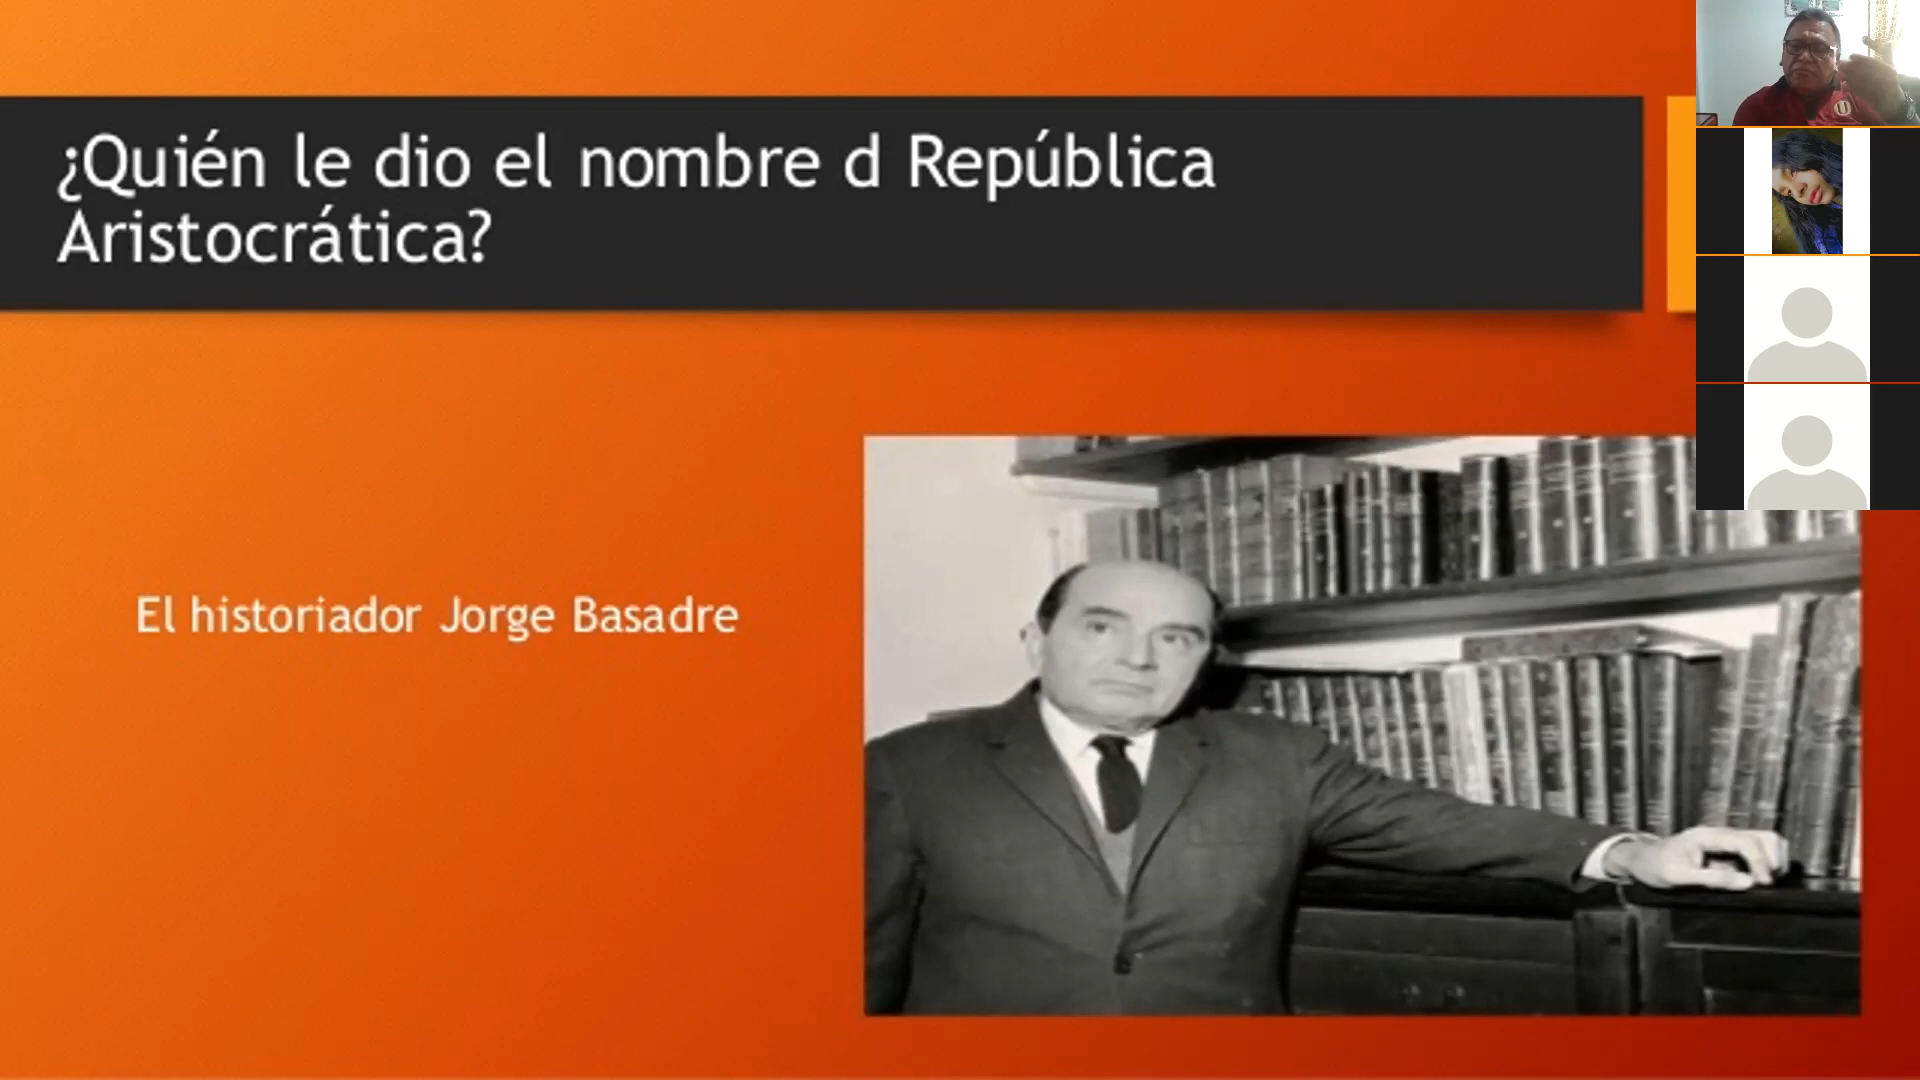 ¿Quién le dio el nombre d República
Aristocrática?
El historiador Jorge Basadre